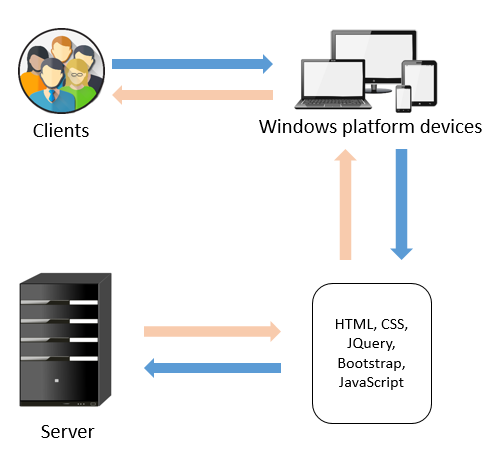 Clients
Windows platform devices
HTML, CSS,
JQuery,
Bootstrap,
JavaScript
Server